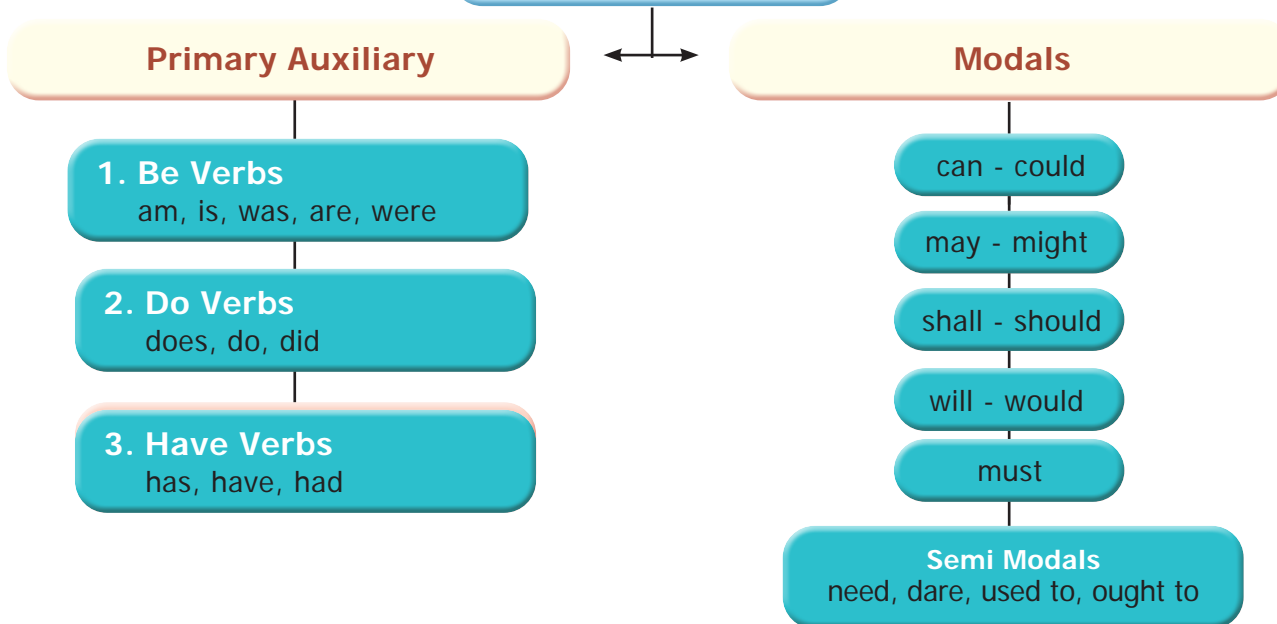 Primary Auxiliary
1. Be Verbs
am, is, was, are, were
2. Do Verbs
does, do, did
3. Have Verbs
has, have, had
Modals
can - could
may - might
shall - should
will - would
must
Semi Modals
need, dare, used to, ought to